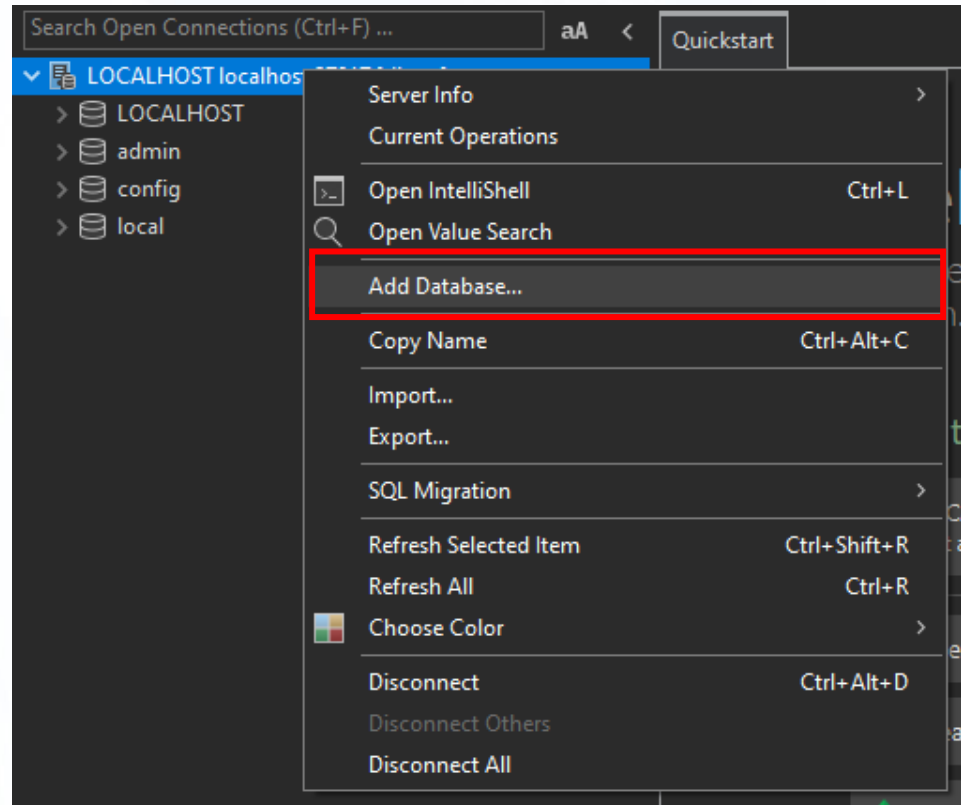 Search Open Connections (Ctrl+F) ...
aA
Quickstart
LOCALHOST localhos
LOCALHOST
admin
config
local
Server Info
Current Operations
Open IntelliShell Ctrl+L
Open Value Search
Add Database...
Copy Name Ctrl+Alt+C
Import...
Export...
SQL Migration
Refresh Selected Item Ctrl+Shift+R
Refresh All Ctrl+R
Choose Color
Disconnect Ctrl+Alt+D
Disconnect Others
Disconnect All